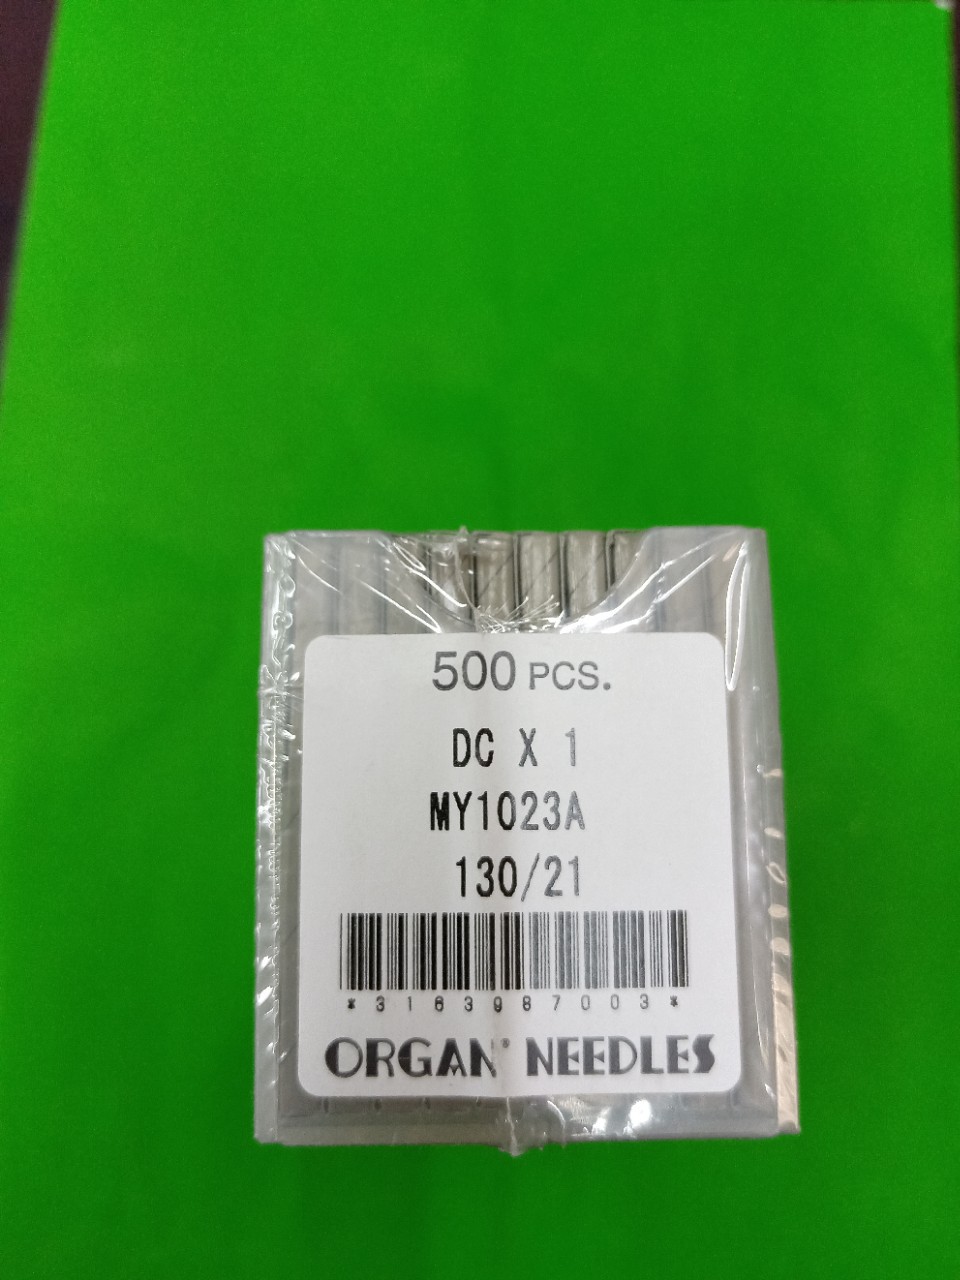 500 PCS.
DC X 1
MY1023A
130/21
*3163987003*
ORGAN® NEEDLES